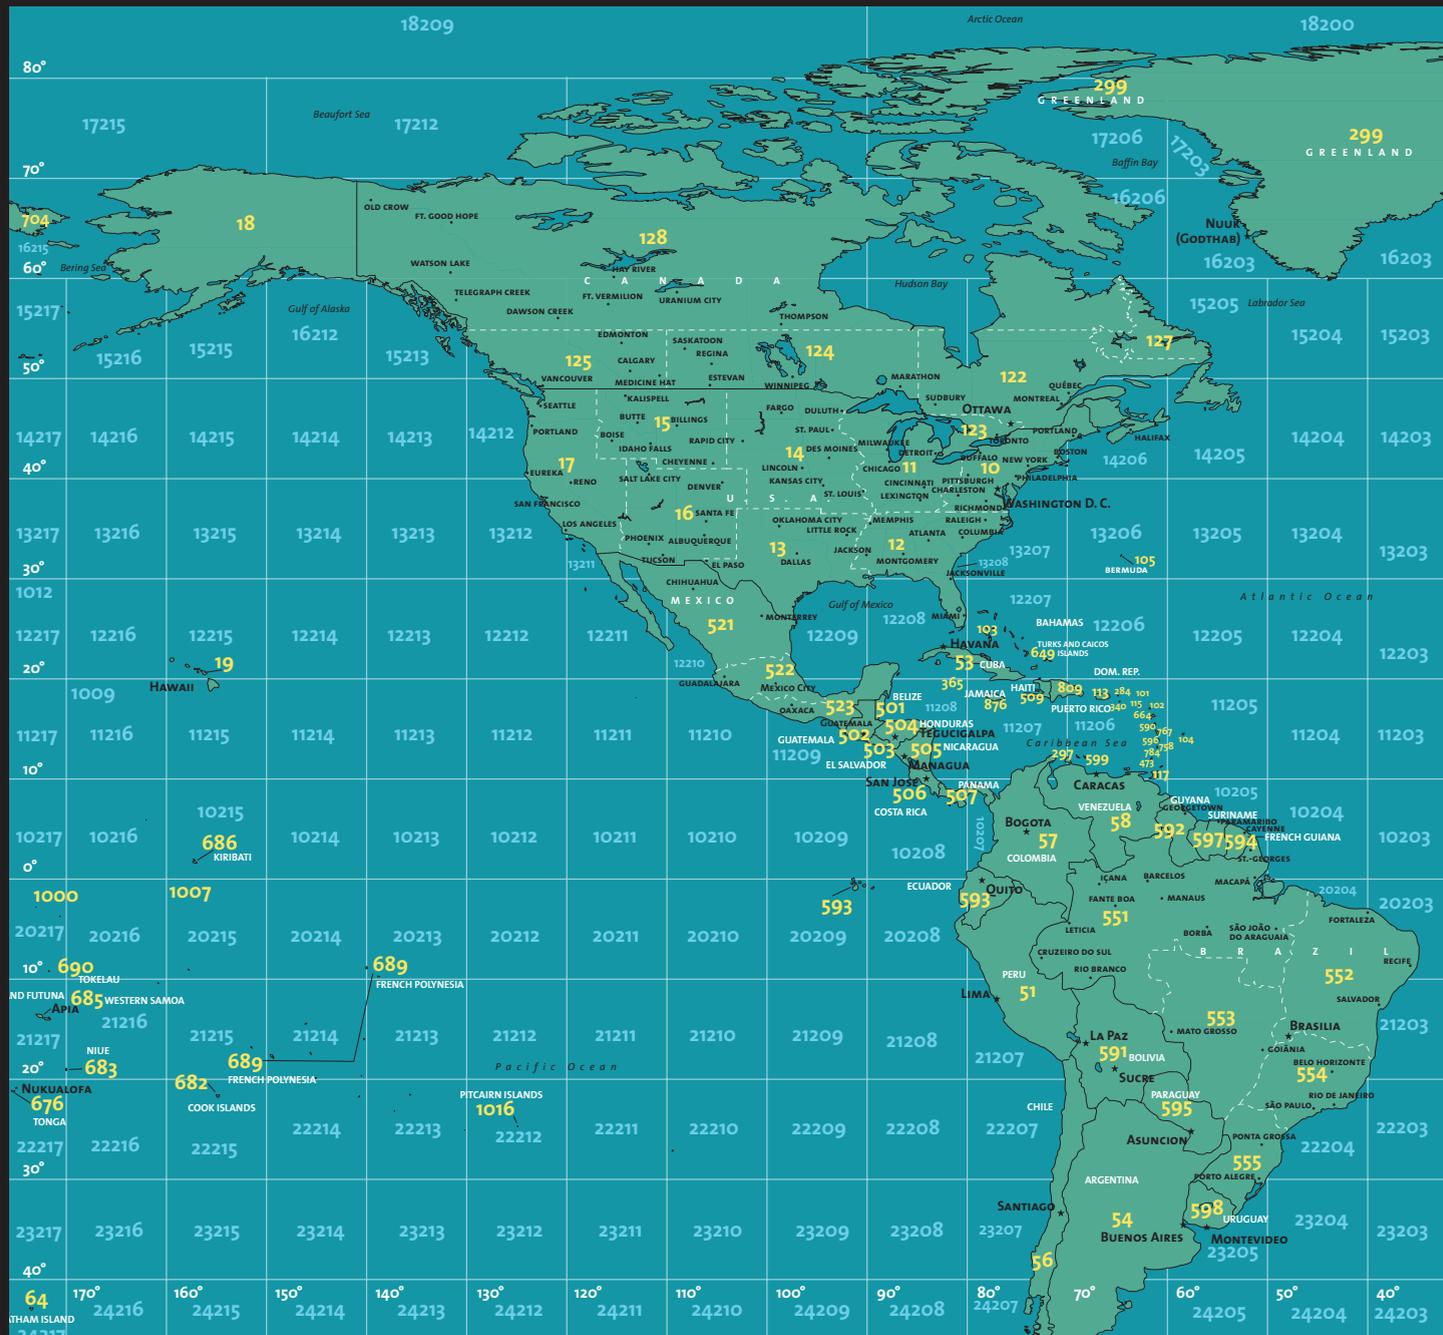 18209
Arctic Ocean
18200
80°
299
GREENLAND
Beaufort Sea
17215
17212
17206
17203
299
GREENLAND
Baffin Bay
70°
16206
OLD CROW
FT. GOOD HOPE
704
18
128
NUUK
(GODTHAB)
16215
Bering Sea
60°
WATSON LAKE
HAY RIVER
CANADA
16203
16203
Hudson Bay
TELEGRAPH CREEK
FT. VERMILION
URANIUM CITY
DAWSON CREEK
THOMPSON
15217
Gulf of Alaska
16212
15205
Labrador Sea
15204
15203
15216
15215
15213
EDMONTON
SASKATOON
REGINA
124
127
125
CALGARY
50°
VANCOUVER
MEDICINE HAT
ESTEVAN
WINNIPEG
MARATHON
122
QUÉBEC
KALISPELL
SUDBURY
MONTREAL
SEATTLE
BUTTE
15
BILLINGS
FARGO
DULUTH
OTTAWA
14217
14216
14215
14214
14213
14212
PORTLAND
BOISE
RAPID CITY
ST. PAUL
MILWAUKEE
123
TORONTO
PORTLAND
HALIFAX
14204
14203
IDAHO FALLS
DES MOINES
DETROIT
BOSTON
14
BUFFALO
NEW YORK
14206
14205
40°
17
CHEYENNE
LINCOLN
CHICAGO
11
10
EUREKA
RENO
SALT LAKE CITY
DENVER
KANSAS CITY
CINCINNATI
PITTSBURGH
PHILADELPHIA
ST. LOUIS
LEXINGTON
CHARLESTON
U.S.A.
SAN FRANCISCO
16
SANTA FE
RICHMOND
WASHINGTON D. C.
LOS ANGELES
OKLAHOMA CITY
LITTLE ROCK
MEMPHIS
RALEIGH
13217
13216
13215
13214
13213
13212
PHOENIX
ALBUQUERQUE
13
JACKSON
12
ATLANTA
COLUMBIA
13206
13205
13204
13203
13211
TUCSON
EL PASO
DALLAS
MONTGOMERY
13208
13207
105
BERMUDA
30°
JACKSONVILLE
CHIHUAHUA
1012
MEXICO
Gulf of Mexico
12207
Atlantic Ocean
521
MONTERREY
12208
MIAMI
103
BAHAMAS
12206
12217
12216
12215
12214
12213
12212
12211
12209
12205
12204
12203
19
12210
522
HAVANA
53
CUBA
649
TURKS AND CAICOS
ISLANDS
20°
HAWAII
GUADALAJARA
MEXICO CITY
365
DOM. REP.
1009
OAXACA
523
BELIZE
501
11208
JAMAICA
876
HAITI
509
809
113
284
101
PUERTO RICO
340
115
102
11205
GUATEMALA
504
HONDURAS
11207
11206
664
11217
11216
11215
11214
11213
11212
11211
11210
GUATEMALA
502
TEGUCIGALPA
590
767
11204
11203
11209
503
505
NICARAGUA
Caribbean Sea
596
758
104
EL SALVADOR
MANAGUA
297
599
784
473
117
10°
SAN JOSE
506
507
PANAMA
CARACAS
10205
COSTA RICA
VENEZUELA
GUYANA
GEORGETOWN
10215
10204
10217
10216
686
KIRIBATI
10214
10213
10212
10211
10210
10209
10208
10207
BOGOTA
57
COLOMBIA
58
592
SURINAME
PARAMARIBO
CAYENNE
597
594
FRENCH GUIANA
10203
0°
ST.-GEORGES
IÇANA
BARCELOS
MACAPÁ
1000
1007
593
ECUADOR
593
QUITO
FANTE BOA
551
MANAUS
20204
20203
FORTALEZA
20217
20216
20215
20214
20213
20212
20211
20210
20209
20208
LETICIA
BORBA
SÃO JOÃO
DO ARAGUAIA
CRUZEIRO DO SUL
BRAZIL
RECIFE
10°
690
TOKELAU
689
FRENCH POLYNESIA
PERU
51
RIO BRANCO
552
ND FUTUNA
685
WESTERN SAMOA
APIA
LIMA
SALVADOR
21216
21217
21215
21214
21213
21212
21211
21210
21209
21208
21207
LA PAZ
591
BOLIVIA
MATO GROSSO
553
BRASILIA
21203
NIUE
683
689
FRENCH POLYNESIA
Pacific Ocean
GOIÂNIA
BELO HORIZONTE
20°
SUCRE
554
NUKUALOFA
676
TONGA
682
COOK ISLANDS
PITCAIRN ISLANDS
1016
CHILE
PARAGUAY
595
RIO DE JANEIRO
SÃO PAULO
22217
22216
22215
22214
22213
22212
22211
22210
22209
22208
22207
ASUNCION
PONTA GROSSA
22204
22203
30°
555
ARGENTINA
PORTO ALEGRE
SANTIAGO
598
URUGUAY
23217
23216
23215
23214
23213
23212
23211
23210
23209
23208
23207
54
BUENOS AIRES
MONTEVIDEO
23205
23204
23203
40°
56
170°
160°
150°
140°
130°
120°
110°
100°
90°
80°
70°
60°
50°
40°
64
24216
24215
24214
24213
24212
24211
24210
24209
24208
24207
24205
24204
24203
ATHAM ISLAND
24217